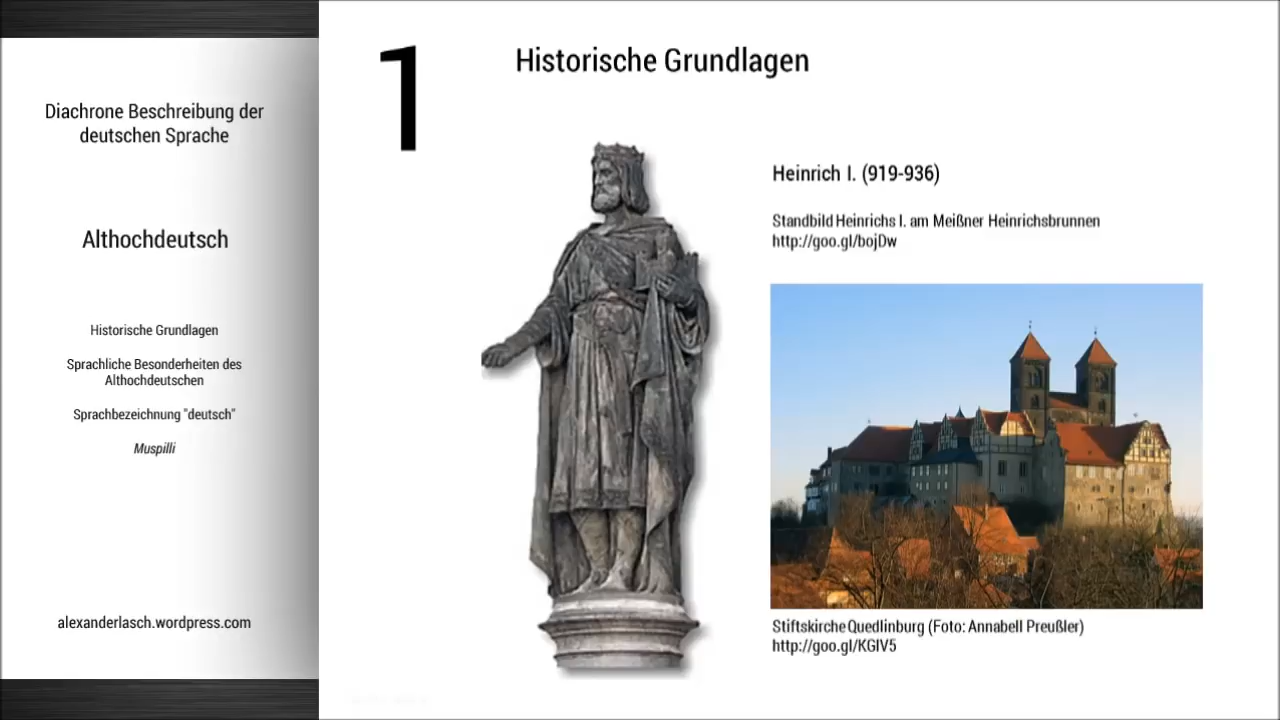 Diachrone Beschreibung der
deutschen Sprache
Althochdeutsch
Historische Grundlagen
Sprachliche Besonderheiten des
Althochdeutschen
Sprachbezeichnung "deutsch"
Muspilli
alexanderlasch.wordpress.com
1
Historische Grundlagen
Heinrich I. (919-936)
Standbild Heinrichs I. am Meißner Heinrichsbrunnen
http://goo.gl/bojDw
Stiftskirche Quedlinburg (Foto: Annabell Preußler)
http://goo.gl/KGIV5